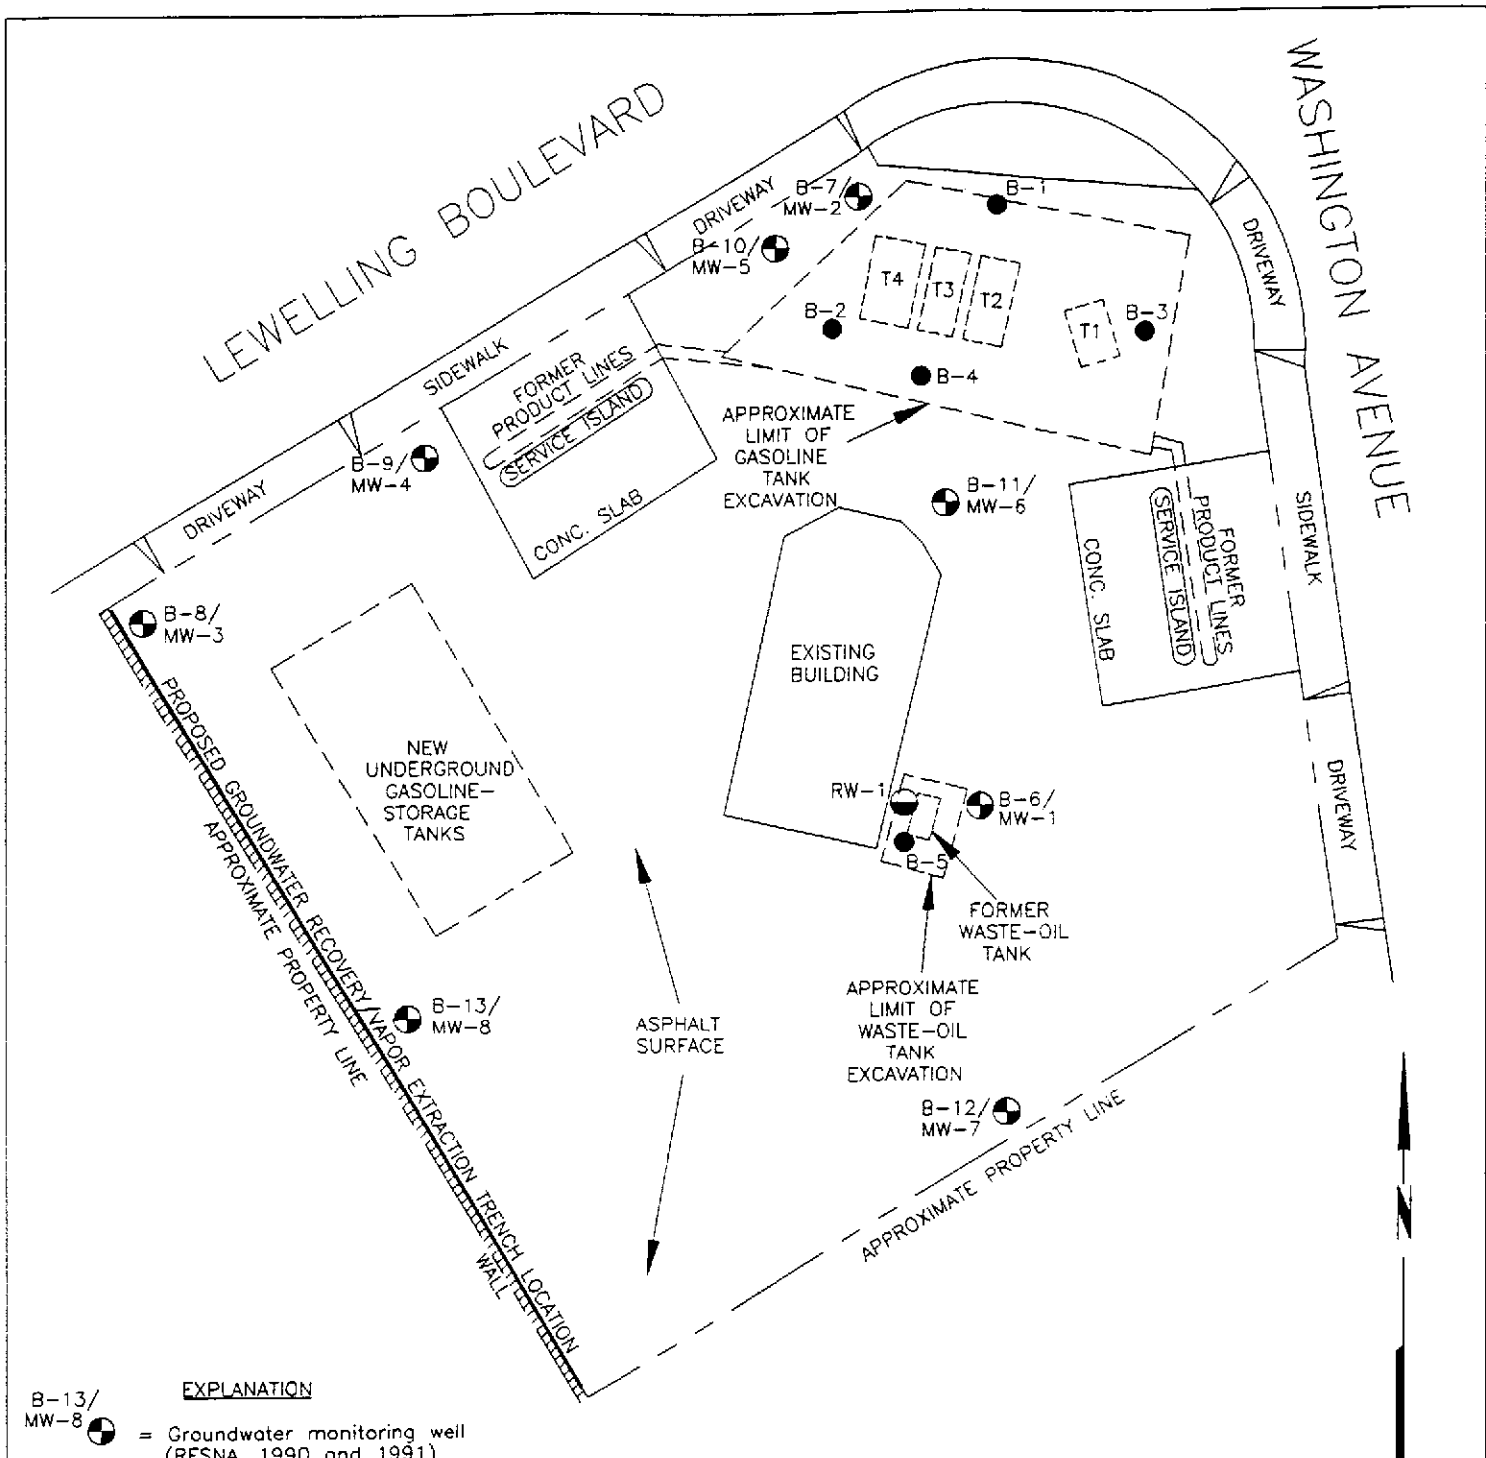 LEWELLING BOULEVARD
WASHINGTON AVENUE
DRIVEWAY
B-7/
MW-2
B-1
B-10/
MW-5
DRIVEWAY
T4
T3
T2
T1
B-2
B-3
B-4
SIDEWALK
FORMER
PRODUCT LINES
SERVICE ISLAND
CONC. SLAB
APPROXIMATE
LIMIT OF
GASOLINE
TANK
EXCAVATION
B-9/
MW-4
DRIVEWAY
B-11/
MW-6
FORMER
PRODUCT LINES
SERVICE ISLAND
CONC. SLAB
SIDEWALK
B-8/
MW-3
EXISTING
BUILDING
NEW
UNDERGROUND
GASOLINE-
STORAGE
TANKS
RW-1
B-6/
MW-1
B-5
DRIVEWAY
FORMER
WASTE-OIL
TANK
APPROXIMATE
LIMIT OF
WASTE-OIL
TANK
EXCAVATION
PROPOSED GROUNDWATER RECOVERY/VAPOR EXTRACTION TRENCH LOCATION
APPROXIMATE PROPERTY LINE
WALL
B-13/
MW-8
ASPHALT
SURFACE
B-12/
MW-7
APPROXIMATE PROPERTY LINE
N
EXPLANATION
B-13/
MW-8
= Groundwater monitoring well
(RESNA, 1990 and 1991)